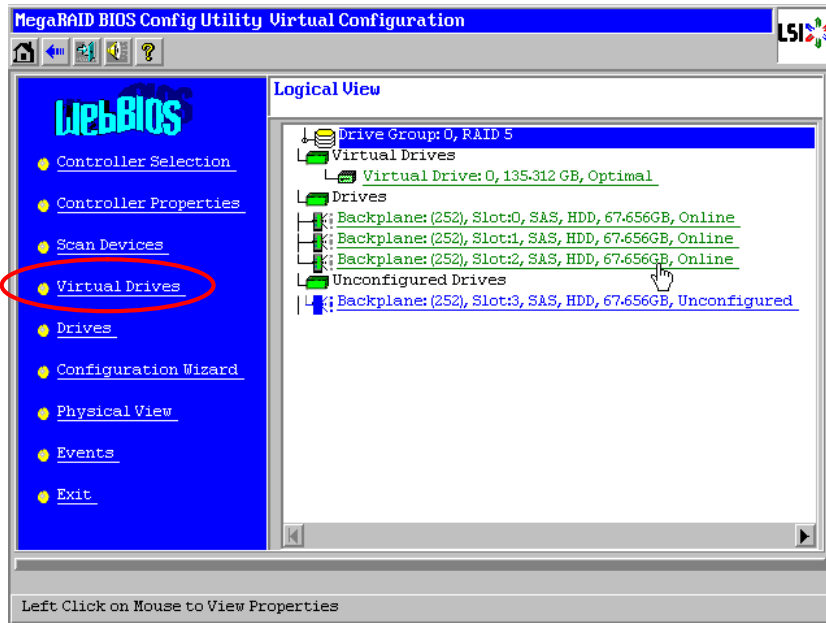 MegaRAID BIOS Config Utility Virtual Configuration
LSI
?
WebBIOS
Controller Selection
Controller Properties
Scan Devices
Virtual Drives
Drives
Configuration Wizard
Physical View
Events
Exit
Logical View
Drive Group: 0, RAID 5
Virtual Drives
Virtual Drive: 0, 135.312 GB, Optimal
Drives
Backplane: (252), Slot:0, SAS, HDD, 67.656GB, Online
Backplane: (252), Slot:1, SAS, HDD, 67.656GB, Online
Backplane: (252), Slot:2, SAS, HDD, 67.656GB, Online
Unconfigured Drives
Backplane: (252), Slot:3, SAS, HDD, 67.656GB, Unconfigured
Left Click on Mouse to View Properties